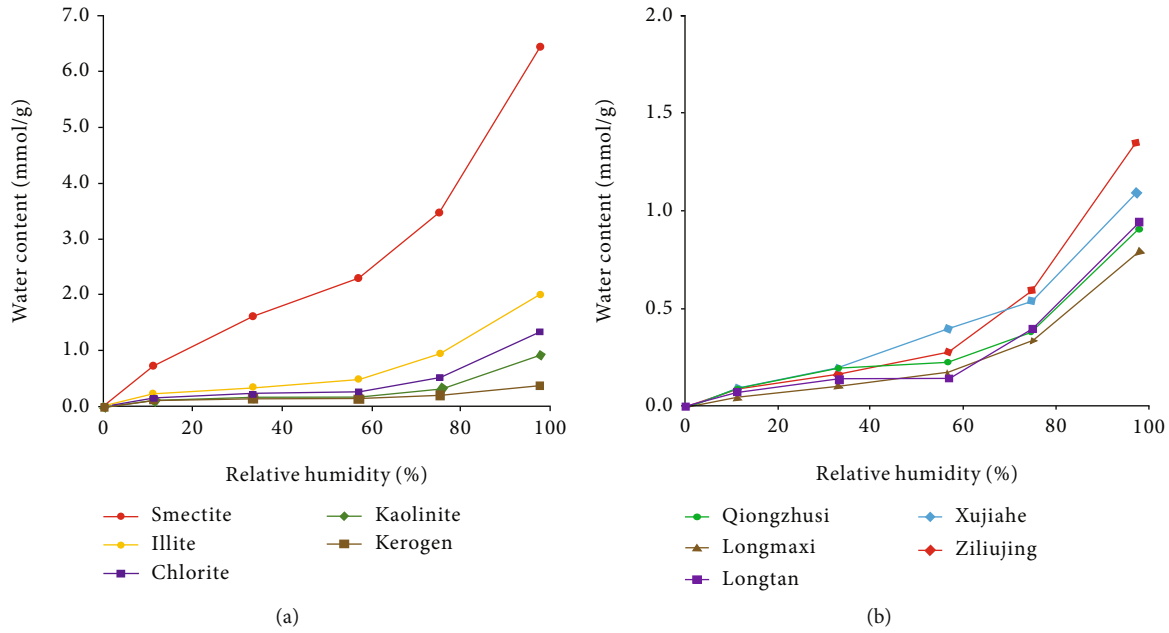 7.0
6.0
5.0
4.0
3.0
2.0
1.0
0.0
Water content (mmol/g)
0 20 40 60 80 100
Relative humidity (%)
Smectite
Illite
Chlorite
Kaolinite
Kerogen
(a)
2.0
1.5
1.0
0.5
0.0
Water content (mmol/g)
0 20 40 60 80 100
Relative humidity (%)
Qiongzhusi
Longmaxi
Longtan
Xujiahe
Ziliujing
(b)